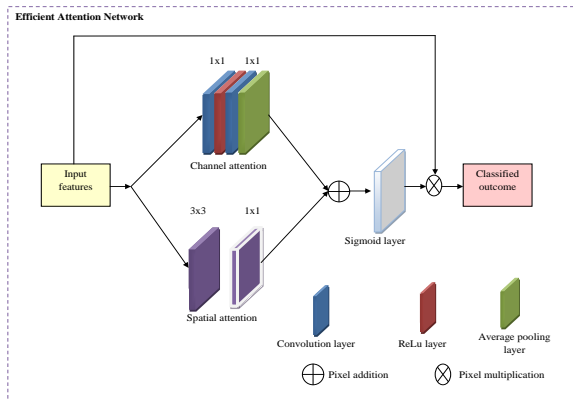 Efficient Attention Network
1x1 1x1
Channel attention
Input
features
Classified
outcome
3x3 1x1
Sigmoid layer
Spatial attention
Convolution layer
ReLu layer
Average pooling
layer
Pixel addition
Pixel multiplication